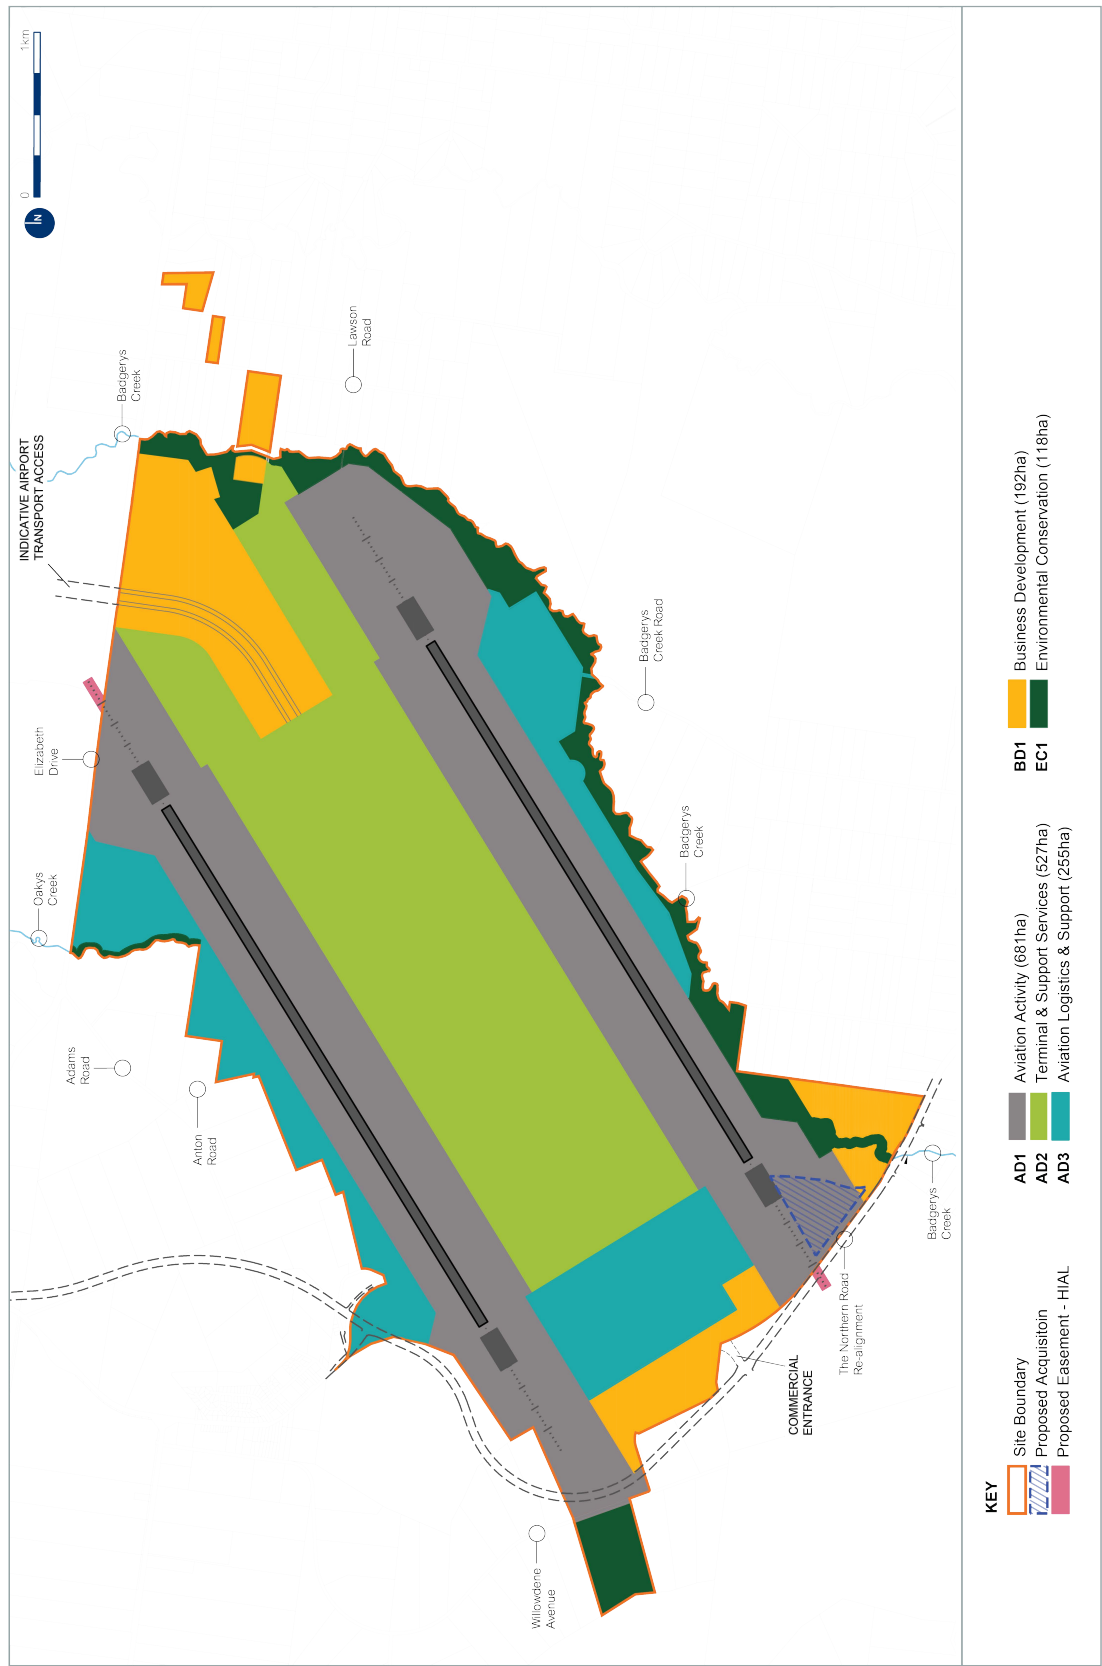 0
1km
N
INDICATIVE AIRPORT
TRANSPORT ACCESS
Badgerys
Creek
Lawson
Road
Elizabeth
Drive
Oakys
Creek
Badgerys
Creek Road
Badgerys
Creek
Adams
Road
Anton
Road
Badgerys
Creek
The Northern Road
Re-alignment
COMMERCIAL
ENTRANCE
Willowdene
Avenue
KEY
Site Boundary
Proposed Acquisitoin
Proposed Easement - HIAL
AD1 Aviation Activity (681ha)
AD2 Terminal & Support Services (527ha)
AD3 Aviation Logistics & Support (255ha)
BD1 Business Development (192ha)
EC1 Environmental Conservation (118ha)